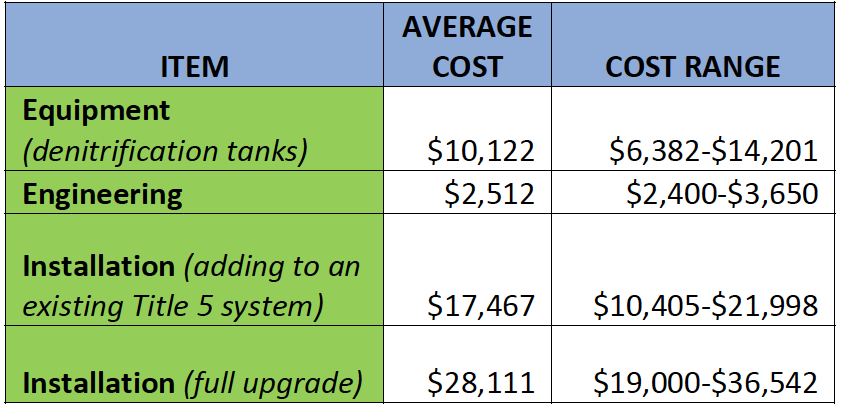 ITEM AVERAGE COST COST RANGE
Equipment
(denitrification tanks) $10,122 $6,382-$14,201
Engineering $2,512 $2,400-$3,650
Installation (adding to an
existing Title 5 system) $17,467 $10,405-$21,998
Installation (full upgrade) $28,111 $19,000-$36,542